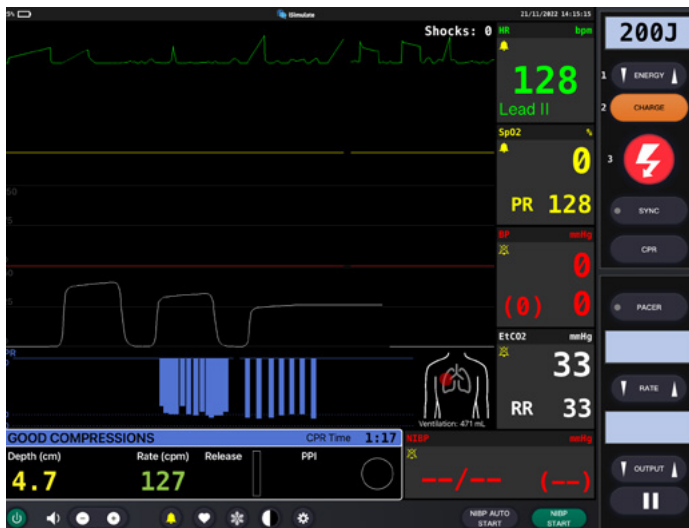 5%
iSimulate
21/11/2022 14:15:15
Shocks: 0
HR bpm
128
Lead II
SpO2 %
0
PR 128
BP mmHg
0
(0) 0
EtCO2 mmHg
33
RR 33
Ventilation: 471 mL
GOOD COMPRESSIONS
CPR Time 1:17
Depth (cm) Rate (cpm) Release PPI
4.7 127
NIBP mmHg
--/-- (--)
NIBP AUTO
START
NIBP
START
200J
1 ENERGY
2 CHARGE
3
SYNC
CPR
PACER
RATE
OUTPUT